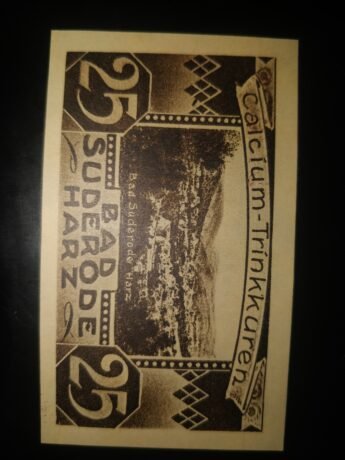 Calcium-Trinkkuren
Bad Suderode Harz
25
BAD
SUDERODE
HARZ
25